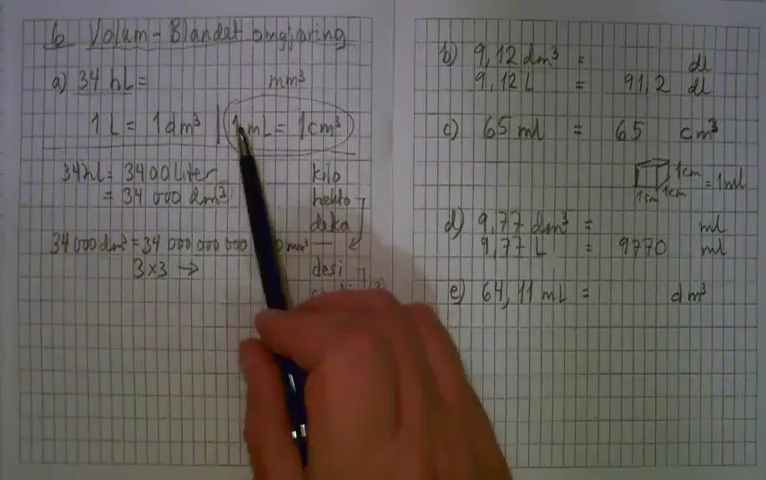 6 Volum - Blandet omgjøring
a) 34 hL = mm³
1 L = 1 dm³ | 1 mL = 1 cm³
34 hl = 3400 Liter
= 34 000 dm³
34 000 dm³ = 34 000 000 000 mm³
3 x 3 →
kilo
hekto
daka
desi
b) 9,12 dm³ = dl
9,12 L = 91,2 dl
c) 65 ml = 65 cm³
1cm
1cm 1cm = 1ml
d) 9,77 dm³ = ml
9,77 L = 9770 ml
e) 64,11 mL = dm³